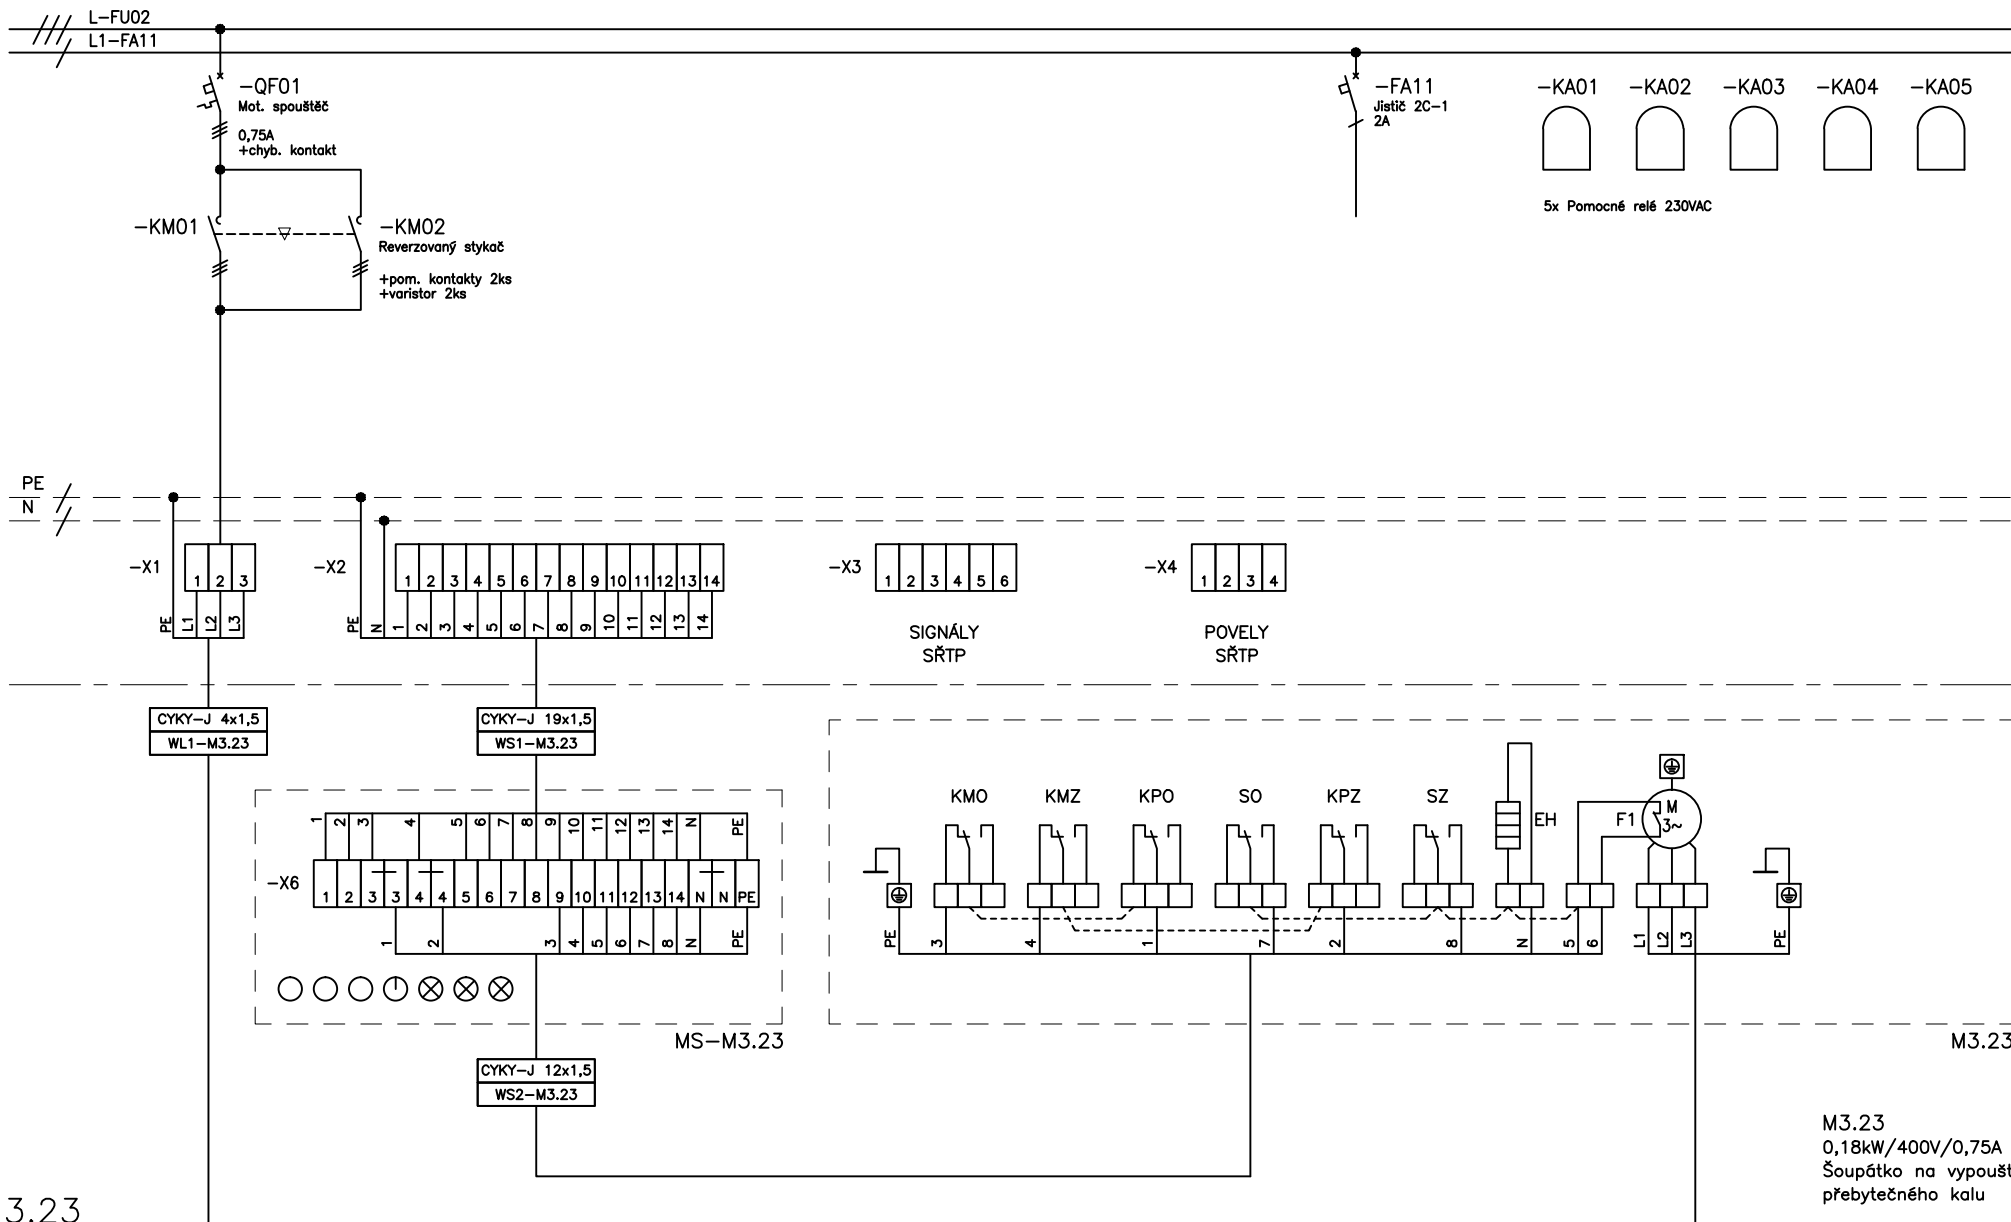 L-FU02
L1-FA11
-QF01
Mot. spouštěč
0,75A
+chyb. kontakt
-FA11
Jistič 2C-1
2A
-KA01 -KA02 -KA03 -KA04 -KA05
5x Pomocné relé 230VAC
-KM01
-KM02
Reverzovaný stykač
+pom. kontakty 2ks
+varistor 2ks
PE
N
-X1
1 2 3
PE L1 L2 L3
-X2
1 2 3 4 5 6 7 8 9 10 11 12 13 14
PE N 1 2 3 4 5 6 7 8 9 10 11 12 13 14
-X3
1 2 3 4 5 6
SIGNÁLY
SŘTP
-X4
1 2 3 4
POVELY
SŘTP
CYKY-J 4x1,5
WL1-M3.23
CYKY-J 19x1,5
WS1-M3.23
1 2 3 4 5 6 7 8 9 10 11 12 13 14 N PE
-X6
1 2 3 3 4 4 5 6 7 8 9 10 11 12 13 14 N N PE
1 2 3 4 5 6 7 8 N PE
MS-M3.23
CYKY-J 12x1,5
WS2-M3.23
KMO KMZ KPO SO KPZ SZ
EH
F1
M
3~
PE 3 4 1 7 2 8 N 5 6 L1 L2 L3 PE
M3.23
M3.23
0,18kW/400V/0,75A
Šoupátko na vypoušt
přebytečného kalu
3.23